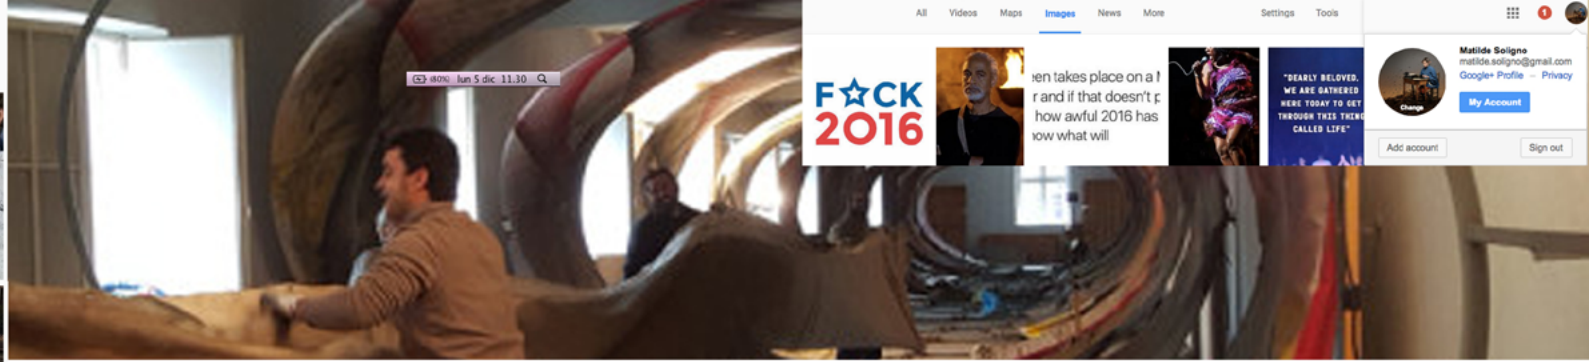 (80%) lun 5 dic 11.30
All Videos Maps Images News More Settings Tools
1
F★CK
2016
een takes place on a
r and if that doesn't p
how awful 2016 has
ow what will
"DEARLY BELOVED,
WE ARE GATHERED
HERE TODAY TO GET
THROUGH THIS THING
CALLED LIFE"
Change
Matilde Soligno
matilde.soligno@gmail.com
Google+ Profile – Privacy
My Account
Add account
Sign out